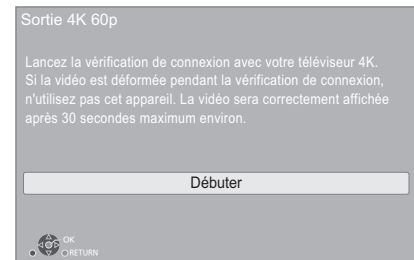 Sortie 4K 60p
Lancez la vérification de connexion avec votre téléviseur 4K.
Si la vidéo est déformée pendant la vérification de connexion,
n'utilisez pas cet appareil. La vidéo sera correctement affichée
après 30 secondes maximum environ.
Débuter
OK
RETURN